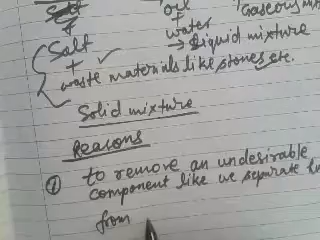 Salt
+
waste materials like stones etc.
oil
+
water
→ Liquid mixture
Gaseous
Solid mixture
Reasons
① to remove an undesirable
component like we separate
from